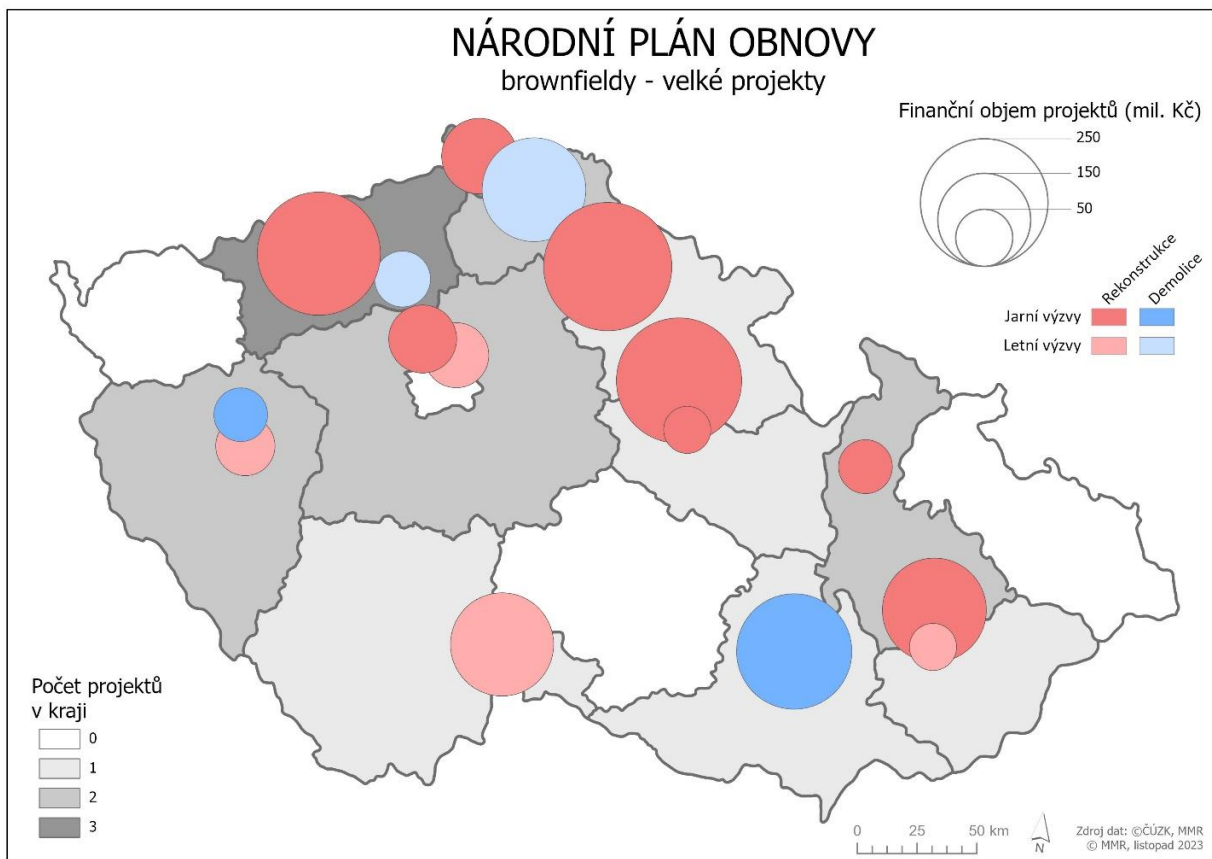 NÁRODNÍ PLÁN OBNOVY
brownfieldy - velké projekty
Finanční objem projektů (mil. Kč)
250
150
50
Rekonstrukce
Demolice
Jarní výzvy
Letní výzvy
Počet projektů
v kraji
0
1
2
3
0 25 50 km
N
Zdroj dat: ©ČÚZK, MMR
© MMR, listopad 2023